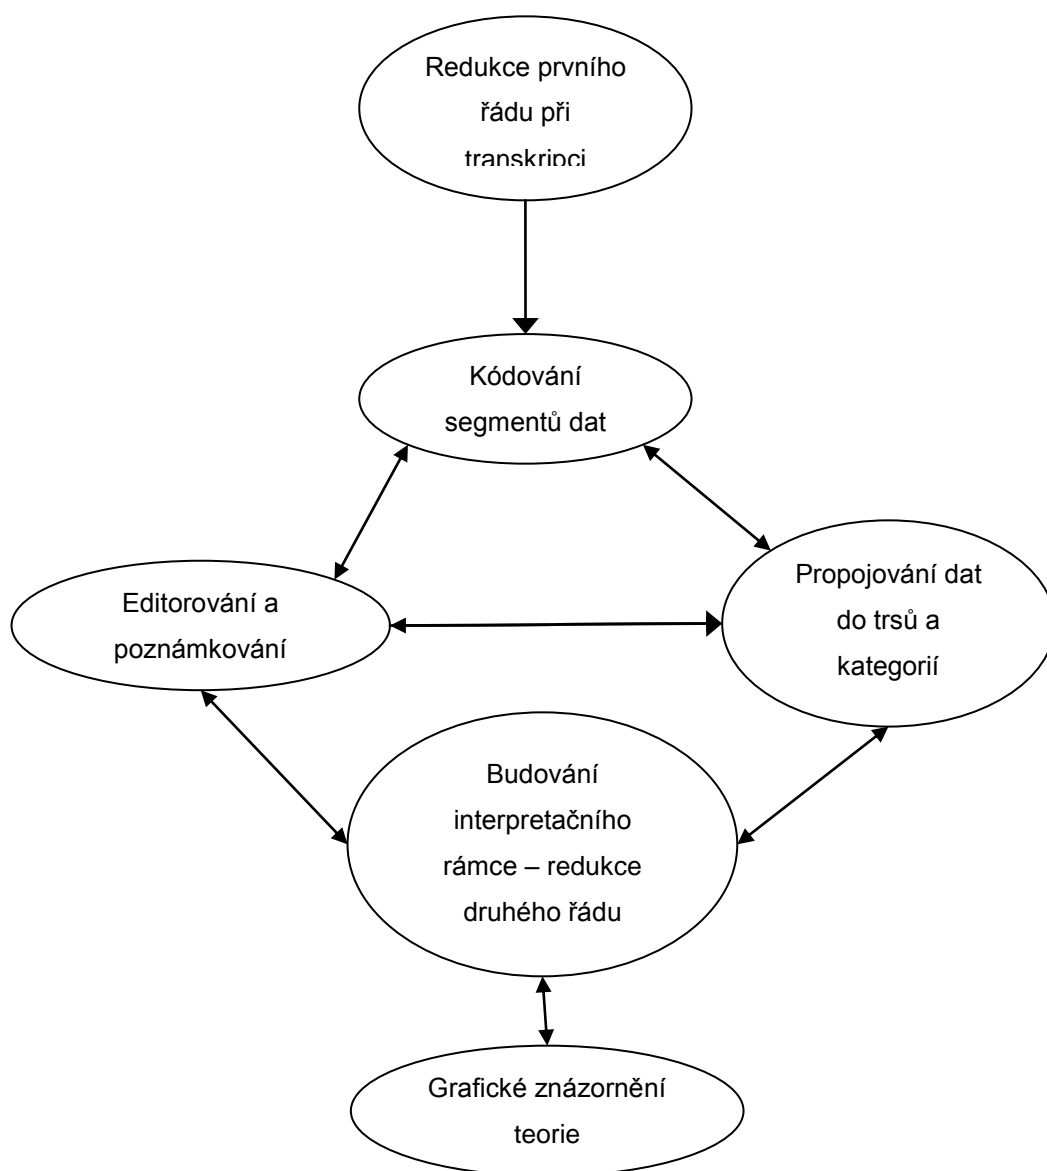 Redukce prvního
řádu při
transkripci
Kódování
segmentů dat
Editorování a
poznámkování
Propojování dat
do trsů a
kategorií
Budování
interpretačního
rámce – redukce
druhého řádu
Grafické znázornění
teorie